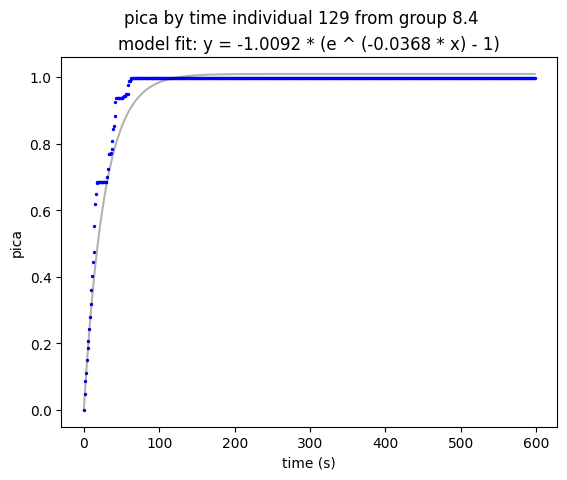 pica by time individual 129 from group 8.4
model fit: y = -1.0092 * (e ^ (-0.0368 * x) - 1)
1.0
0.8
0.6
0.4
0.2
0.0
pica
0 100 200 300 400 500 600
time (s)